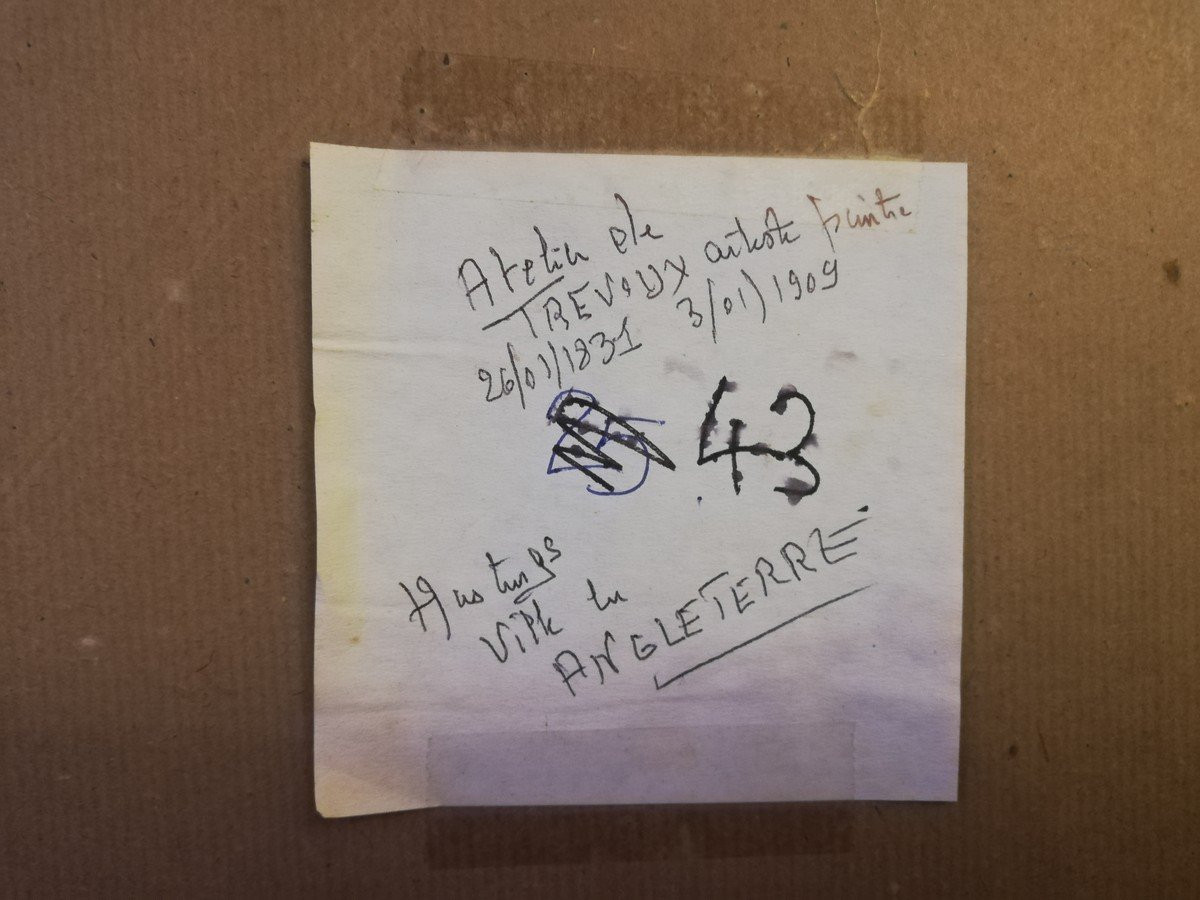 Atelier de
TREVOUX artiste peintre
26/01/1831 3/01/1909
43
Hastings
Ville en
ANGLETERRE